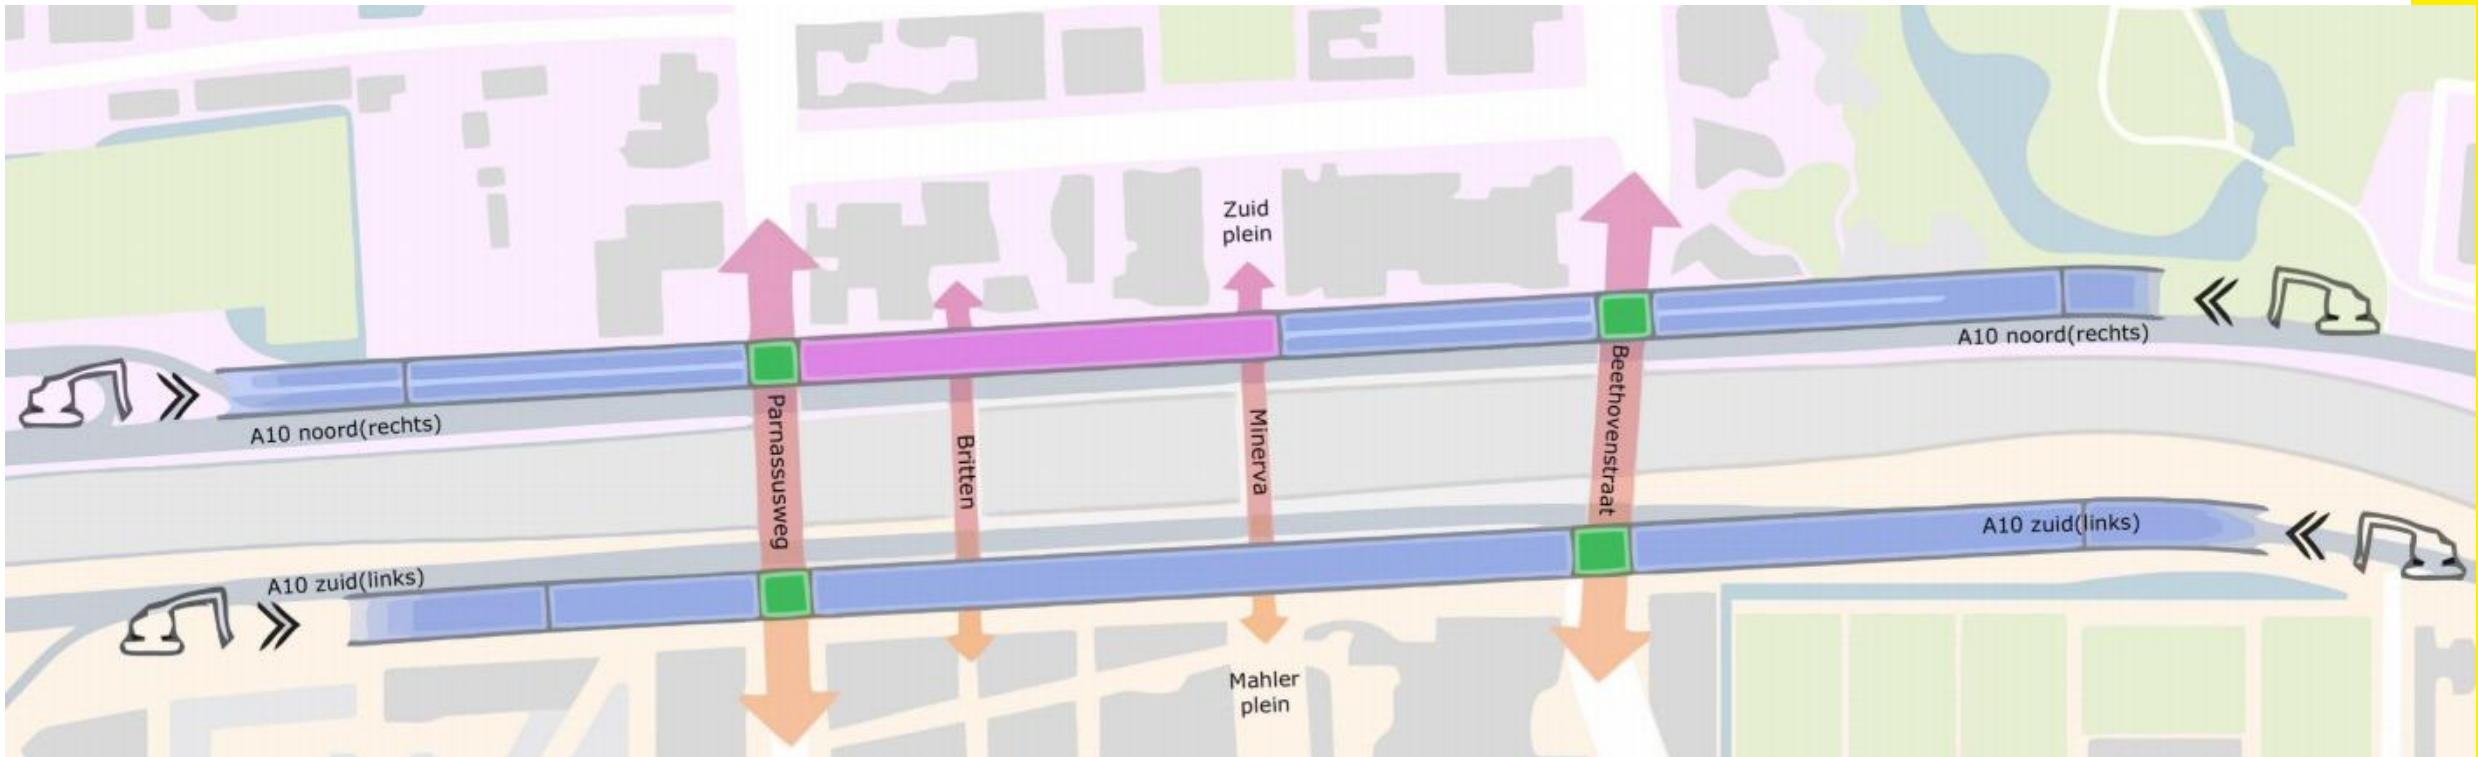 Zuid
plein
A10 noord(rechts)
A10 noord(rechts)
Parnassusweg
Britten
Minerva
Beethovenstraat
A10 zuid(links)
A10 zuid(links)
Mahler
plein